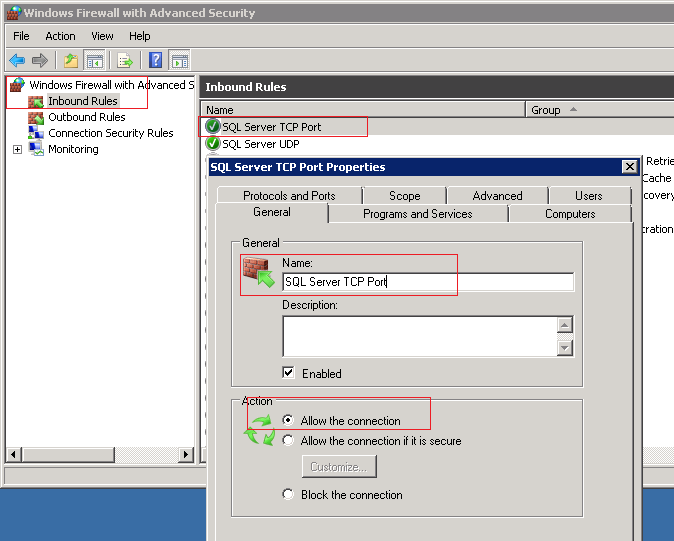 Windows Firewall with Advanced Security
File Action View Help
Windows Firewall with Advanced S
Inbound Rules
Outbound Rules
Connection Security Rules
Monitoring
Inbound Rules
Name Group
SQL Server TCP Port
SQL Server UDP
Retrie
Cache
ecovery
ration
SQL Server TCP Port Properties
Protocols and Ports Scope Advanced Users
General Programs and Services Computers
General
Name:
SQL Server TCP Port
Description:
Enabled
Action
Allow the connection
Allow the connection if it is secure
Customize...
Block the connection